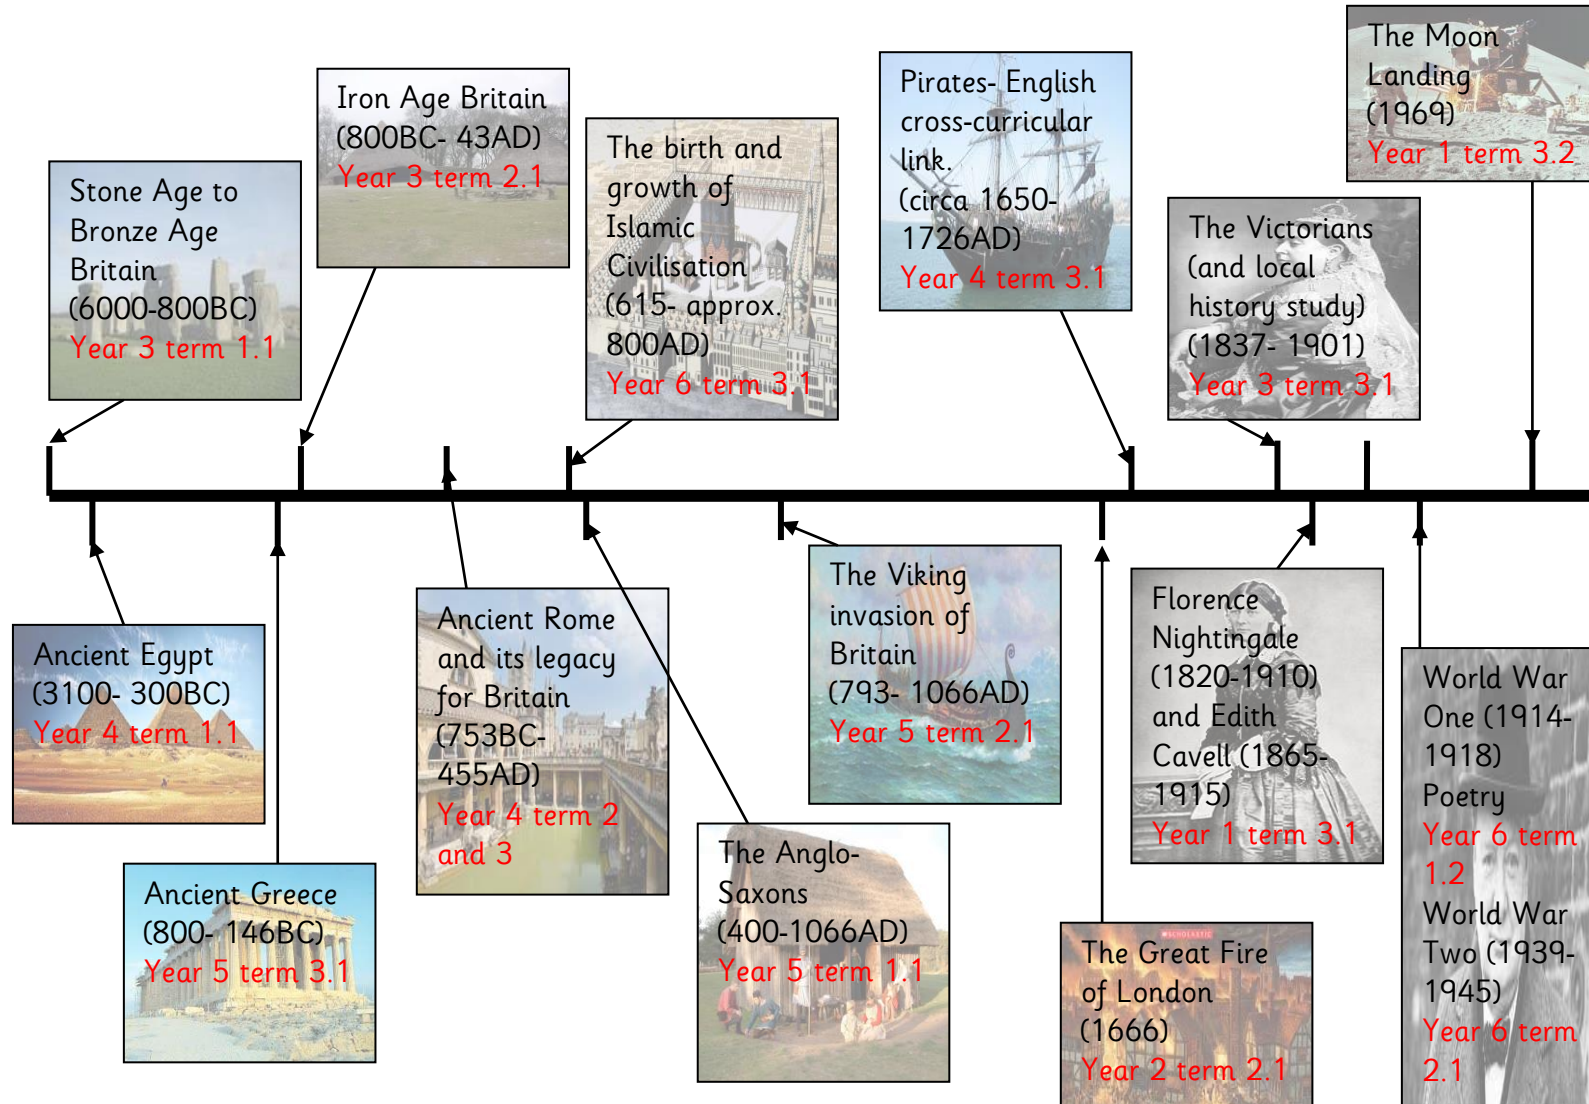 Stone Age to
Bronze Age
Britain
(6000-800BC)
Year 3 term 1.1
Iron Age Britain
(800BC- 43AD)
Year 3 term 2.1
The birth and
growth of
Islamic
Civilisation
(615- approx.
800AD)
Year 6 term 3.1
Pirates- English
cross-curricular
link.
(circa 1650-
1726AD)
Year 4 term 3.1
The Victorians
(and local
history study)
(1837- 1901)
Year 3 term 3.1
The Moon
Landing
(1969)
Year 1 term 3.2
Ancient Egypt
(3100- 300BC)
Year 4 term 1.1
Ancient Greece
(800- 146BC)
Year 5 term 3.1
Ancient Rome
and its legacy
for Britain
(753BC-
455AD)
Year 4 term 2
and 3
The Anglo-
Saxons
(400-1066AD)
Year 5 term 1.1
The Viking
invasion of
Britain
(793- 1066AD)
Year 5 term 2.1
SCHOLASTIC
The Great Fire
of London
(1666)
Year 2 term 2.1
Florence
Nightingale
(1820-1910)
and Edith
Cavell (1865-
1915)
Year 1 term 3.1
World War
One (1914-
1918)
Poetry
Year 6 term
1.2
World War
Two (1939-
1945)
Year 6 term
2.1